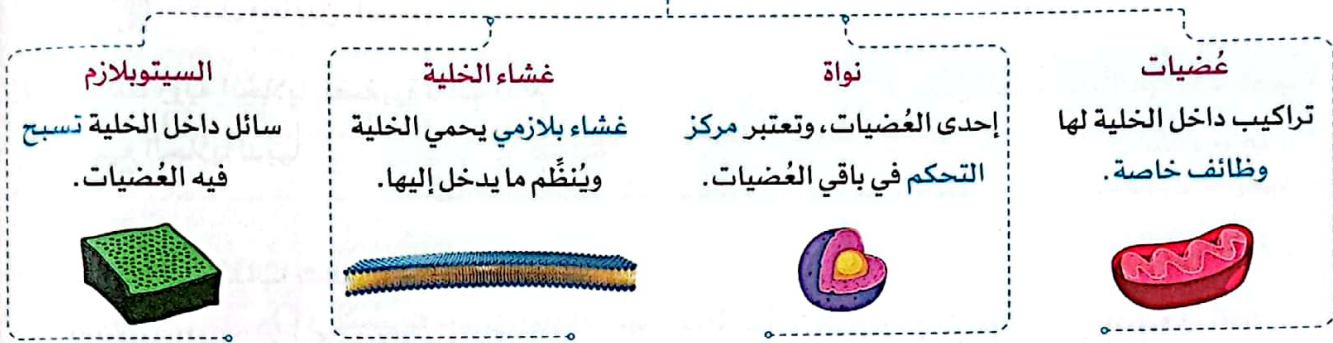 عُضيات
تراكيب داخل الخلية لها
وظائف خاصة.
نواة
إحدى العُضيات، وتعتبر مركز
التحكم في باقي العُضيات.
غشاء الخلية
غشاء بلازمي يحمي الخلية
ويُنظِّم ما يدخل إليها.
السيتوبلازم
سائل داخل الخلية تسبح
فيه العُضيات.